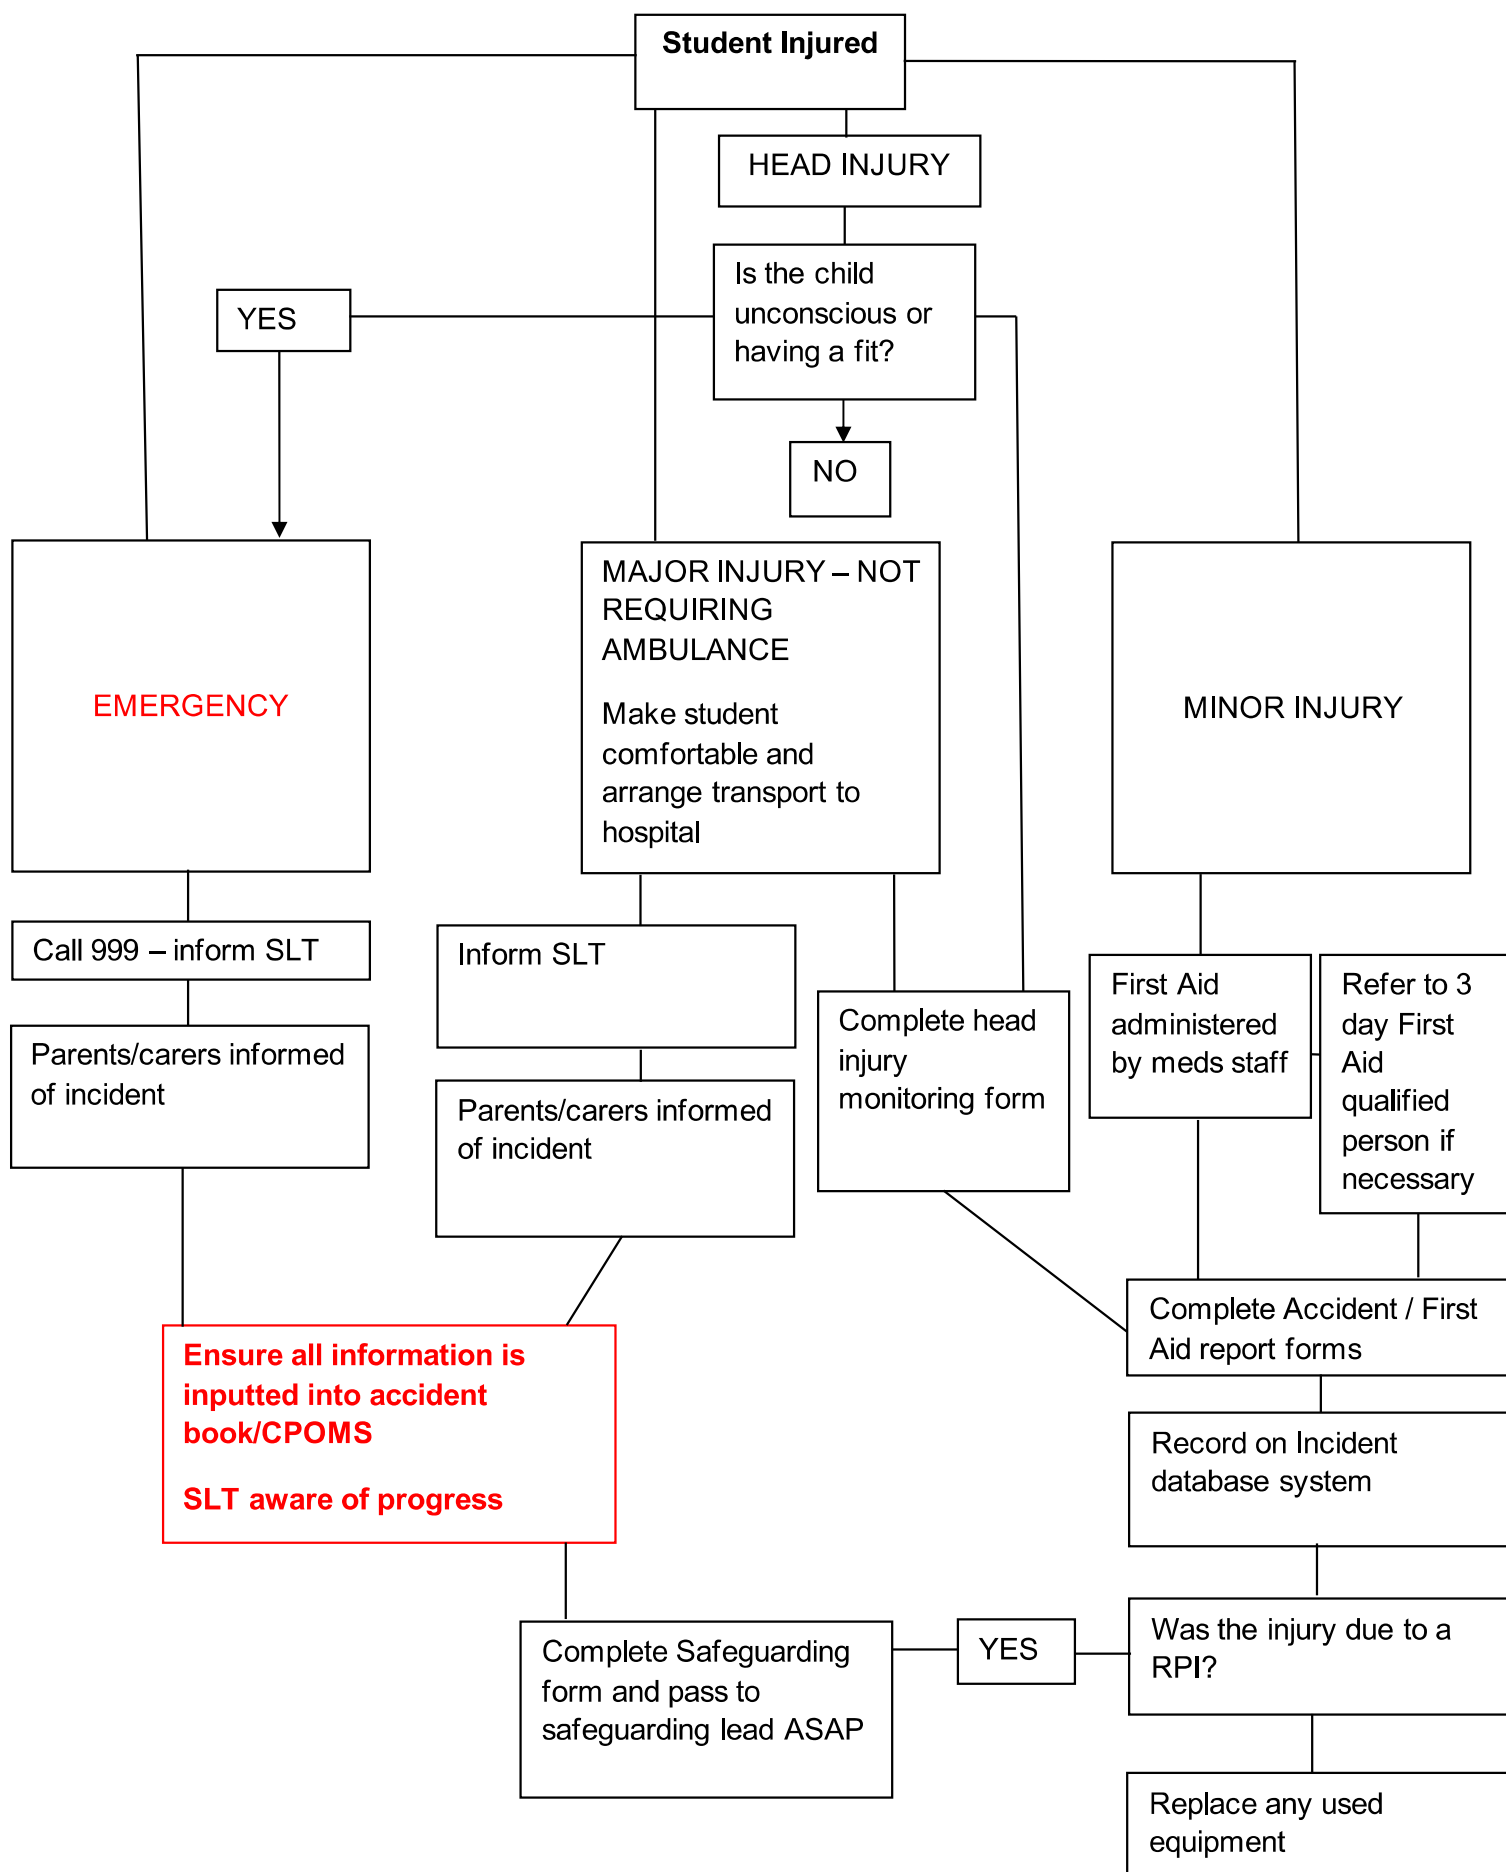 Student Injured
HEAD INJURY
Is the child
unconscious or
having a fit?
YES
NO
EMERGENCY
MAJOR INJURY – NOT
REQUIRING
AMBULANCE
Make student
comfortable and
arrange transport to
hospital
MINOR INJURY
Call 999 – inform SLT
Parents/carers informed
of incident
Inform SLT
Parents/carers informed
of incident
Complete head
injury
monitoring form
First Aid
administered
by meds staff
Refer to 3
day First
Aid
qualified
person if
necessary
Complete Accident / First
Aid report forms
Ensure all information is
inputted into accident
book/CPOMS
SLT aware of progress
Record on Incident
database system
Was the injury due to a
RPI?
YES
Complete Safeguarding
form and pass to
safeguarding lead ASAP
Replace any used
equipment